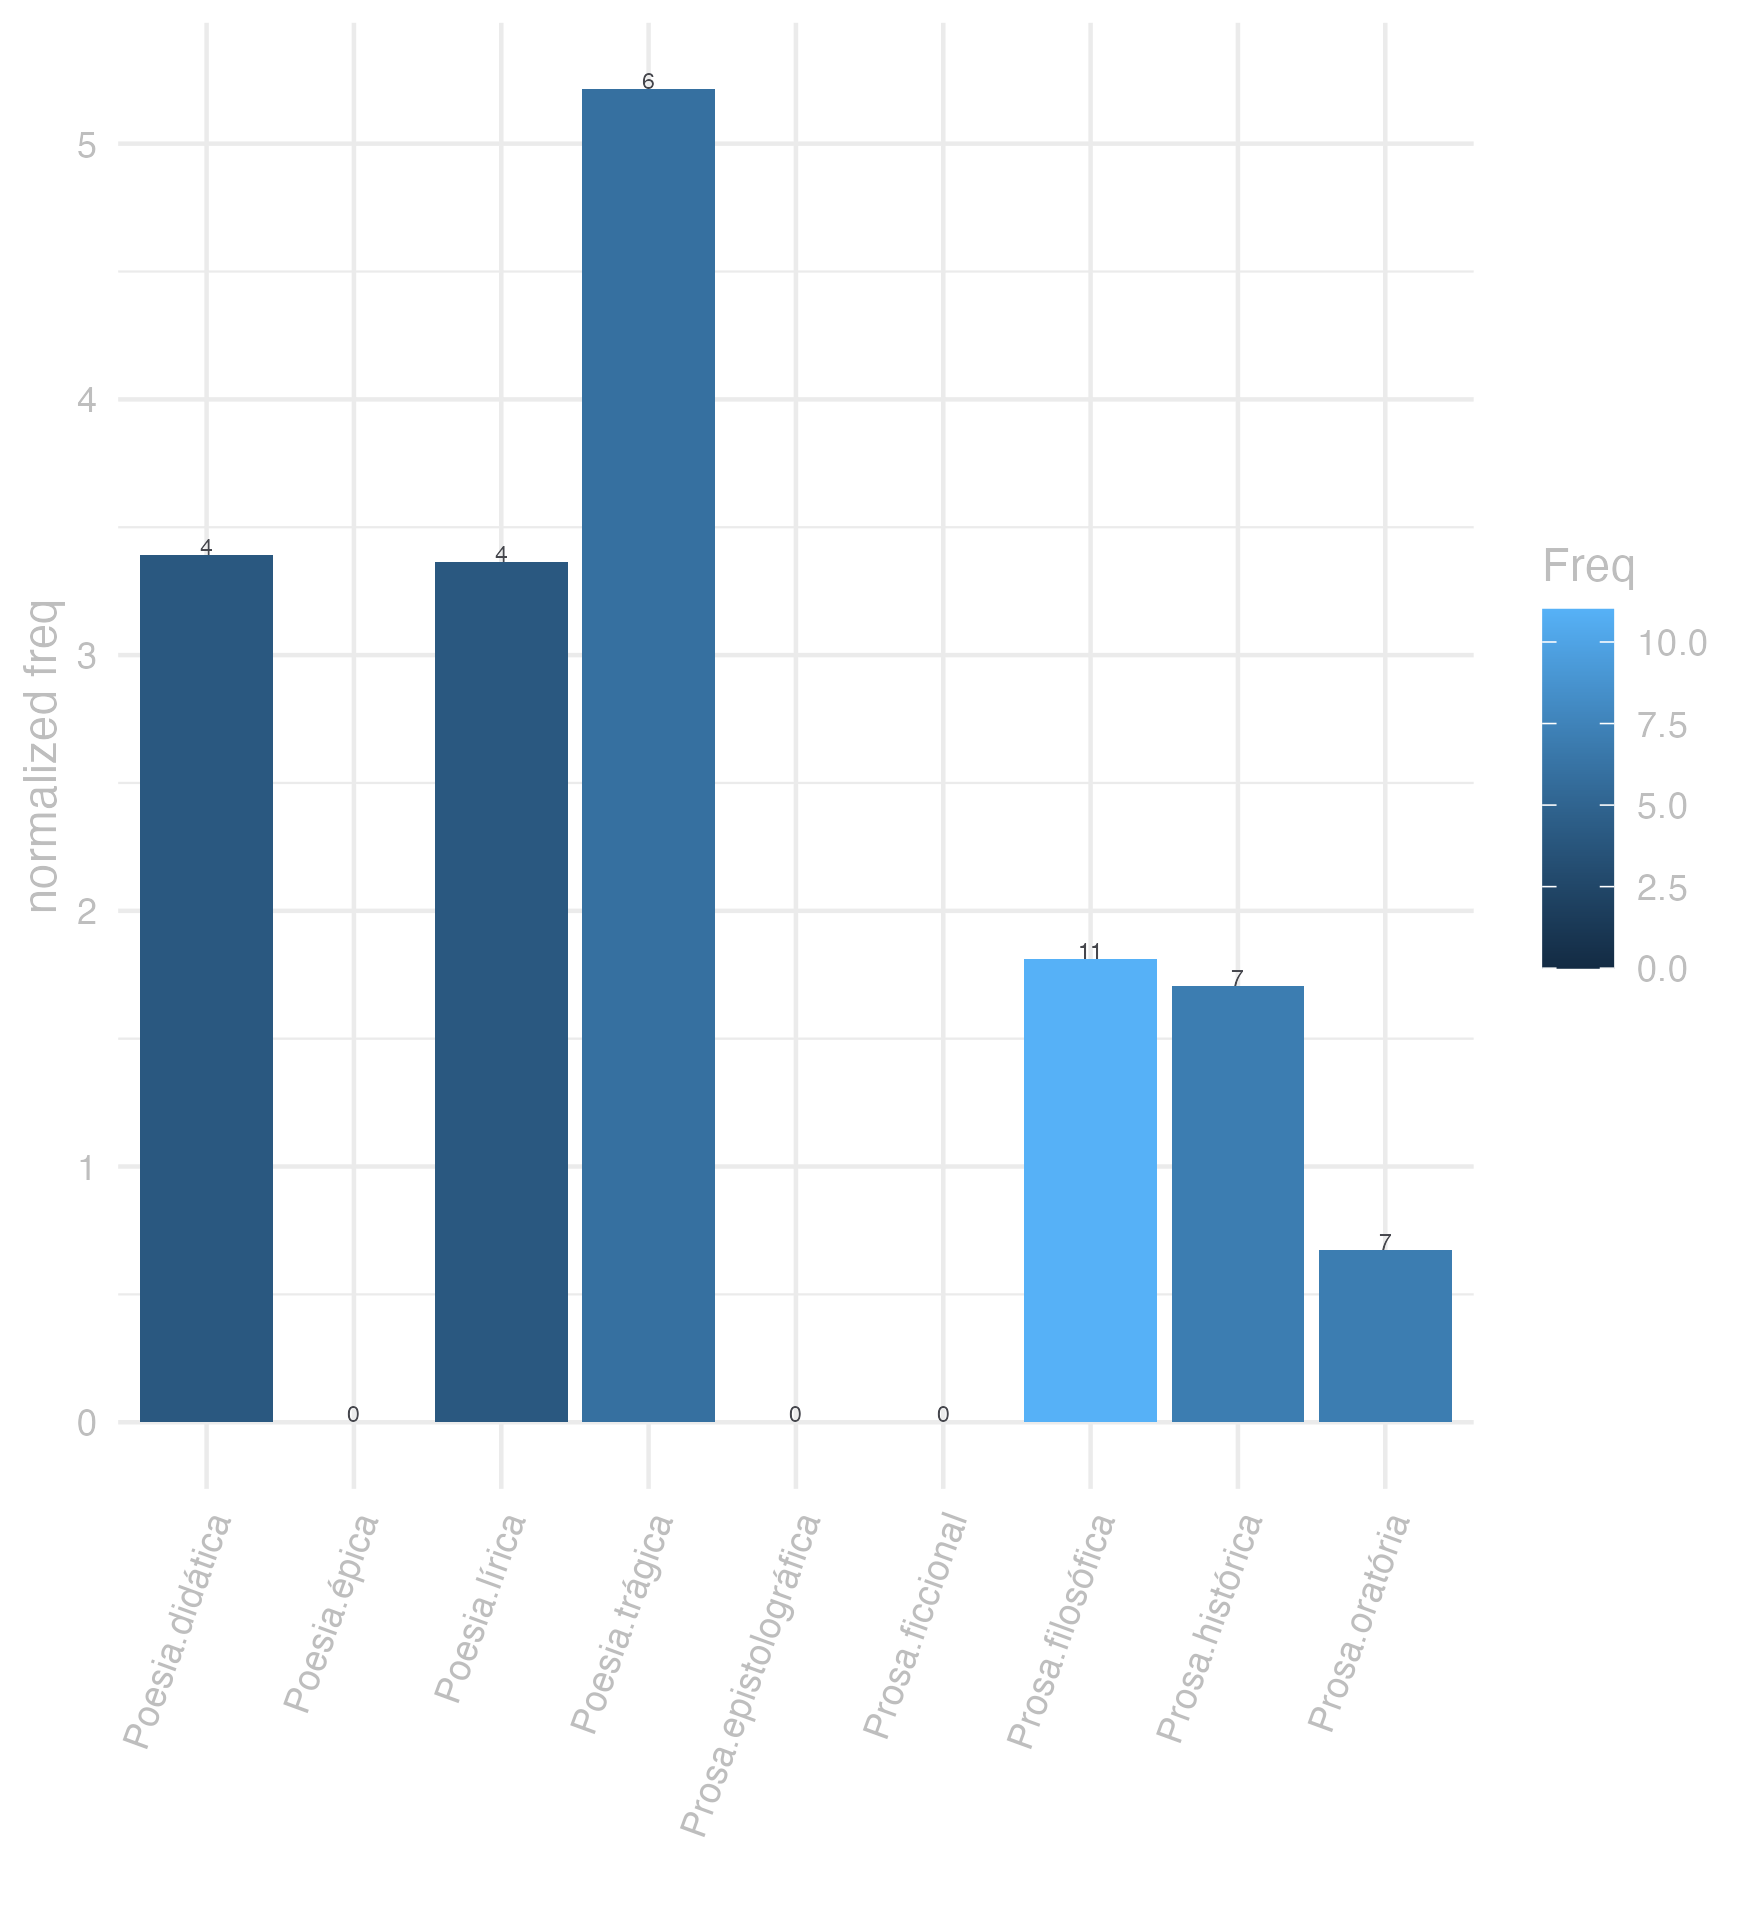 6
4
4
11
7
7
0
0
0
5
4
3
2
1
0
normalized freq
Poesia.didática
Poesia.épica
Poesia.lírica
Poesia.trágica
Prosa.epistolográfica
Prosa.ficcional
Prosa.filosófica
Prosa.histórica
Prosa.oratória
Freq
10.0
7.5
5.0
2.5
0.0